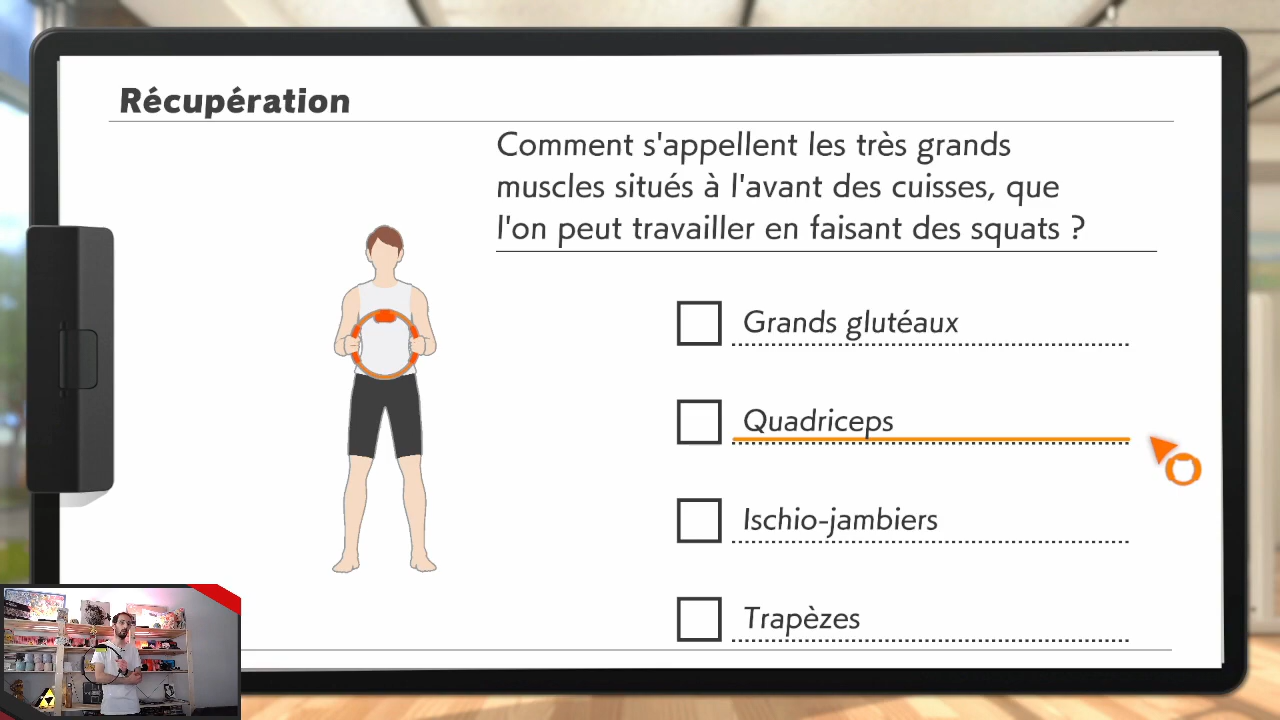 Récupération
Comment s'appellent les très grands
muscles situés à l'avant des cuisses, que
l'on peut travailler en faisant des squats ?
Grands glutéaux
Quadriceps
Ischio-jambiers
Trapèzes